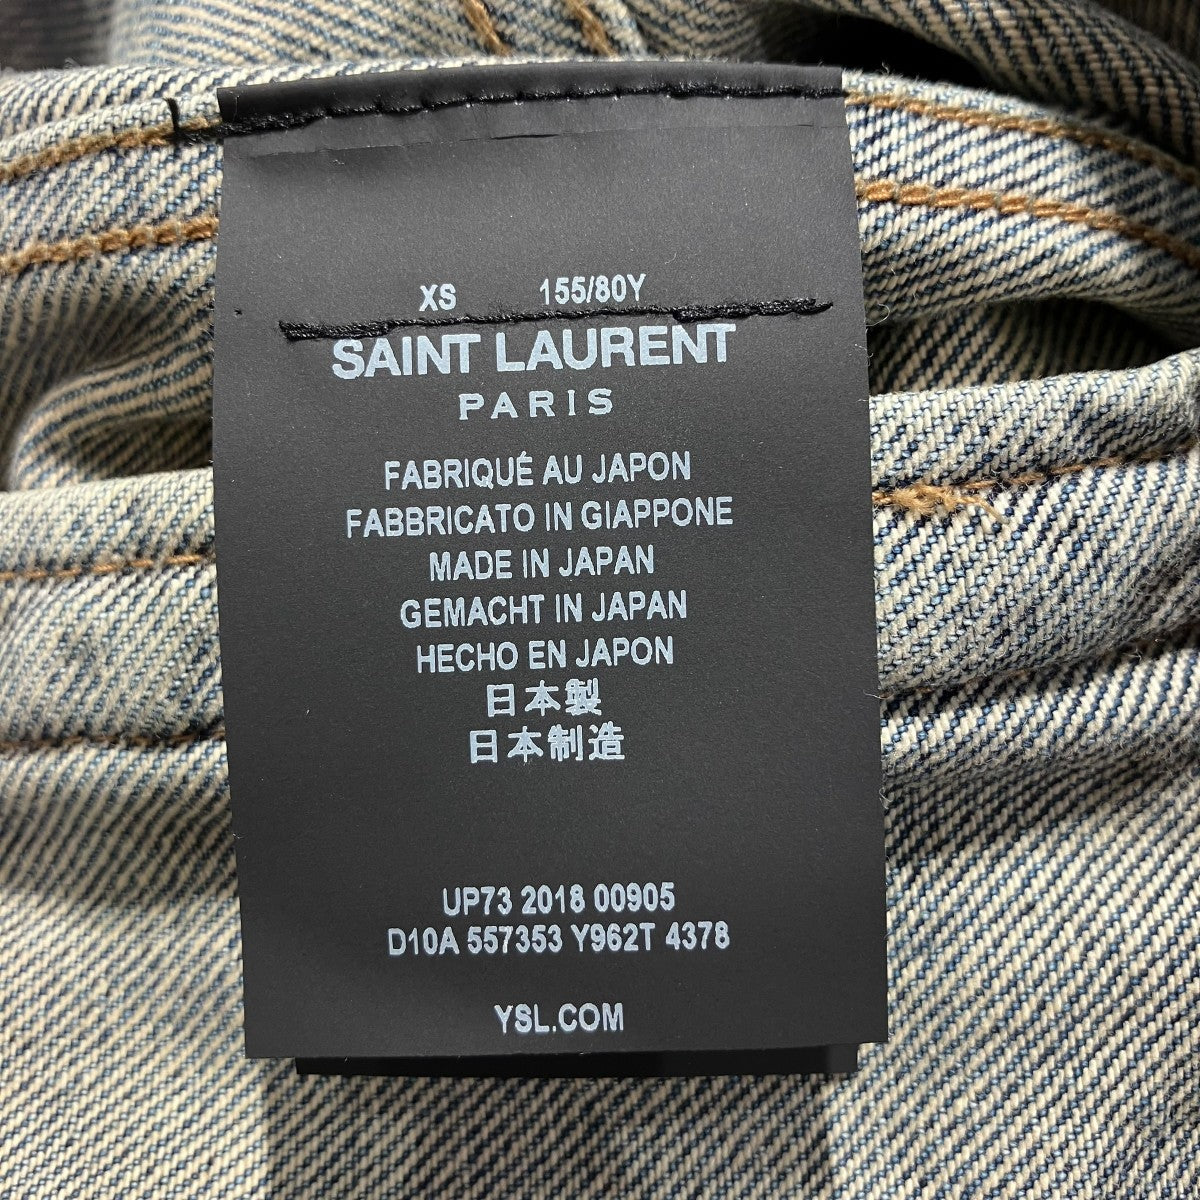 XS 155/80Y
SAINT LAURENT
PARIS
FABRIQUÉ AU JAPON
FABBRICATO IN GIAPPONE
MADE IN JAPAN
GEMACHT IN JAPAN
HECHO EN JAPON
日本製
日本制造
UP73 2018 00905
D10A 557353 Y962T 4378
YSL.COM